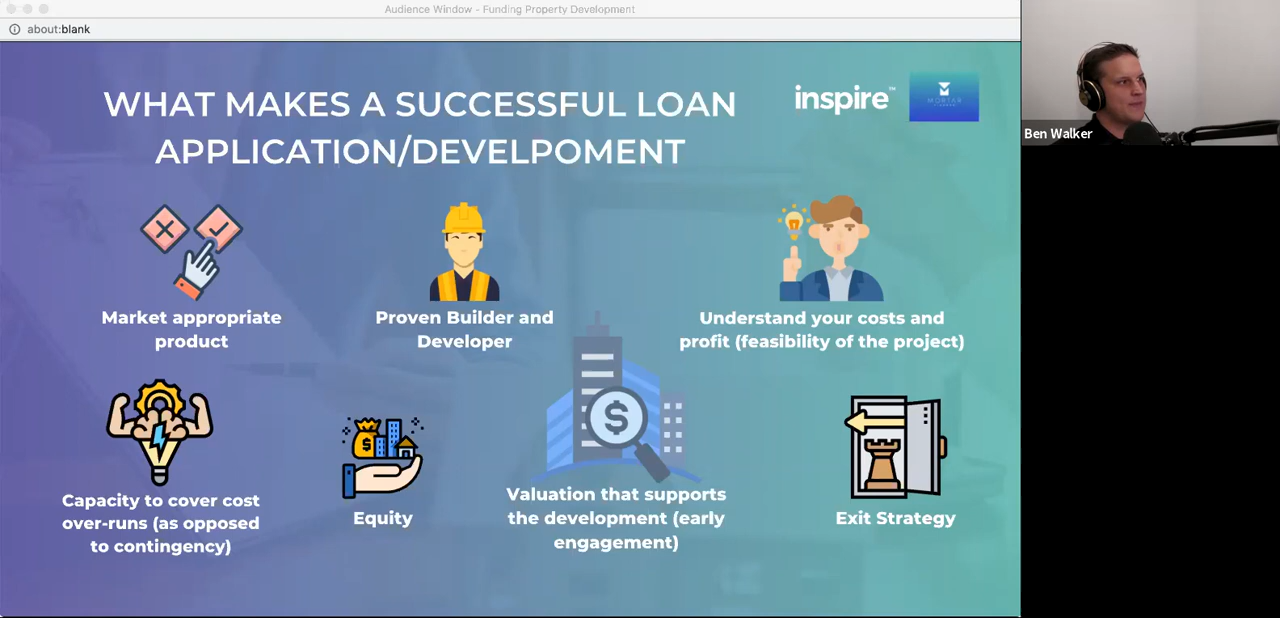 Audience Window - Funding Property Development
about:blank
WHAT MAKES A SUCCESSFUL LOAN
APPLICATION/DEVELPOMENT
inspire™
Ben Walker
Market appropriate
product
Proven Builder and
Developer
Understand your costs and
profit (feasibility of the project)
Capacity to cover cost
over-runs (as opposed
to contingency)
Equity
Valuation that supports
the development (early
engagement)
Exit Strategy